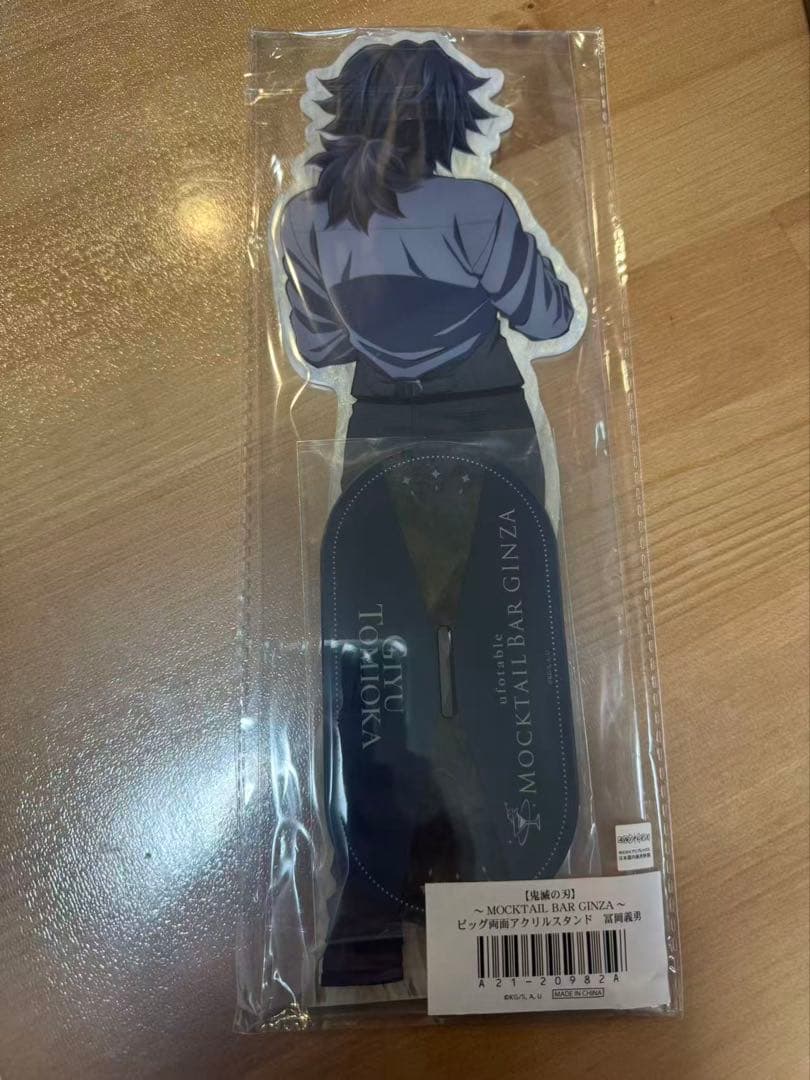 GIYU
TOMIOKA
ufotable
MOCKTAIL BAR GINZA
【鬼滅の刃】
～ MOCKTAIL BAR GINZA ～
ビッグ両面アクリルスタンド　冨岡義勇
A21-20982A
©KG/S, A, U
MADE IN CHINA